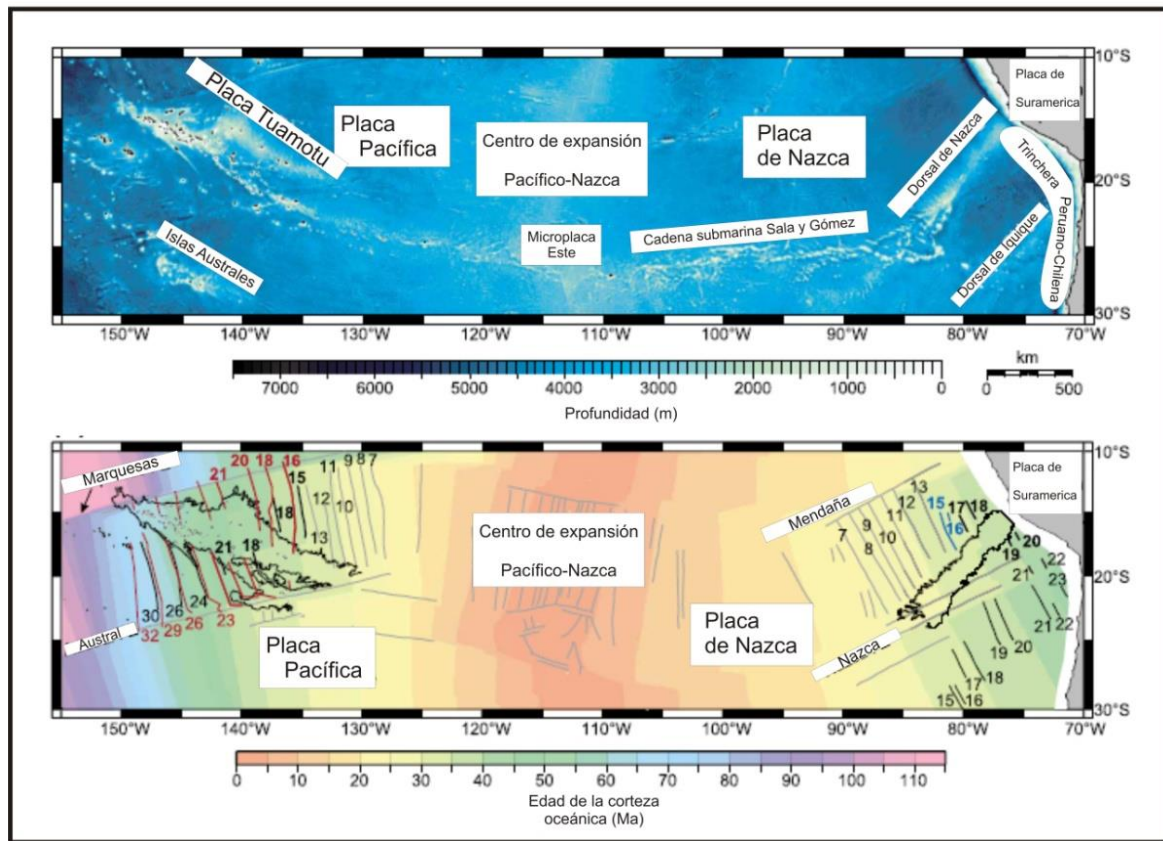 10°S
Placa de
Suramerica
Placa Tuamotu
Placa
Pacífica
Centro de expansión
Pacífico-Nazca
Placa
de Nazca
Dorsal de Nazca
Trinchera
Peruano-Chilena
20°S
Islas Australes
Microplaca
Este
Cadena submarina Sala y Gómez
Dorsal de Iquique
30°S
150°W 140°W 130°W 120°W 110°W 100°W 90°W 80°W 70°W
7000 6000 5000 4000 3000 2000 1000 0
Profundidad (m)
km
0 500
10°S
Marquesas
21 20 18 16 15 11 9 8 7
12 10
18
13
21 18
30 26 24
32 29 26 23
Austral
Placa
Pacífica
Centro de expansión
Pacífico-Nazca
Placa
de Nazca
Placa de
Suramerica
Mendaña
13
12
11
15
17 18
16
7 9 10
8
20
19
21 22
23
20°S
21 22
20
19
18
17
15 16
Nazca
30°S
150°W 140°W 130°W 120°W 110°W 100°W 90°W 80°W 70°W
0 10 20 30 40 50 60 70 80 90 100 110
Edad de la corteza
oceánica (Ma)